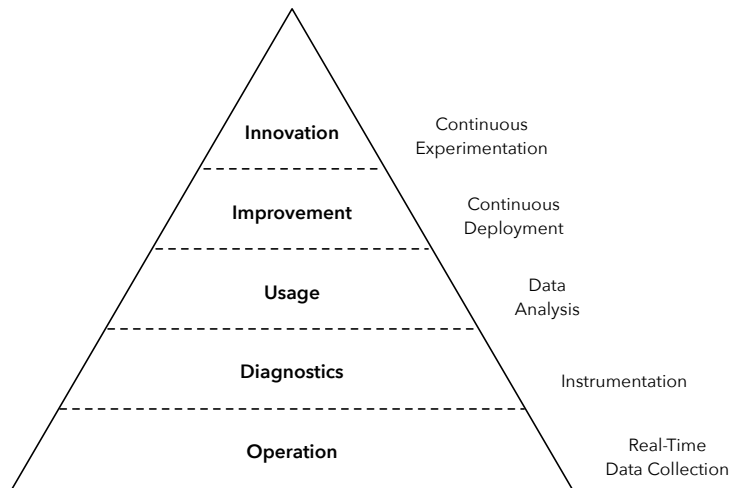 Innovation
Continuous
Experimentation
Improvement
Continuous
Deployment
Usage
Data
Analysis
Diagnostics
Instrumentation
Operation
Real-Time
Data Collection